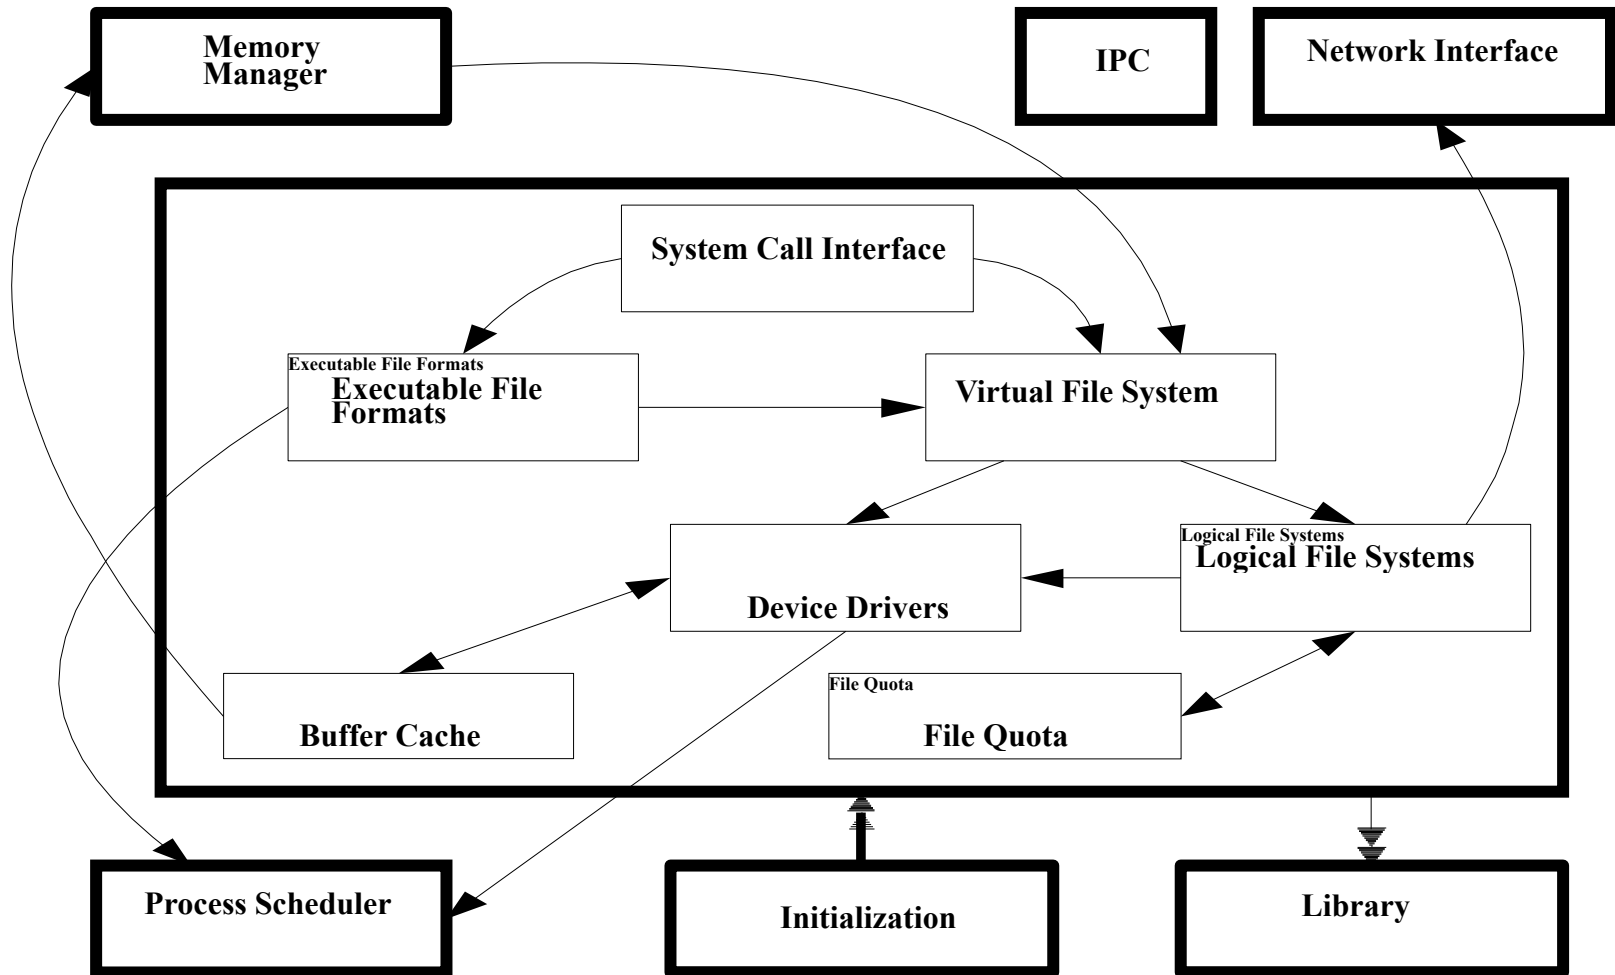 Memory
Manager
IPC
Network Interface
System Call Interface
Executable File Formats
Executable File
Formats
Virtual File System
Logical File Systems
Logical File Systems
Device Drivers
File Quota
File Quota
Buffer Cache
Process Scheduler
Initialization
Library